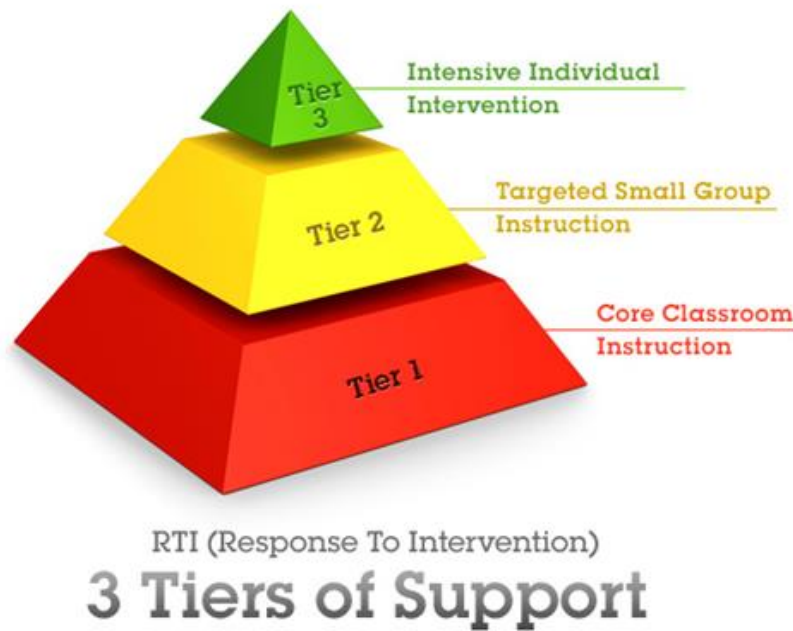 Tier
3
Intensive Individual
Intervention
Tier 2
Targeted Small Group
Instruction
Tier 1
Core Classroom
Instruction
RTI (Response To Intervention)
3 Tiers of Support